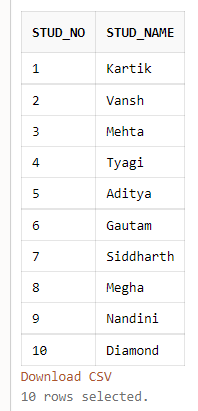 STUD_NO STUD_NAME
1 Kartik
2 Vansh
3 Mehta
4 Tyagi
5 Aditya
6 Gautam
7 Siddharth
8 Megha
9 Nandini
10 Diamond
Download CSV
10 rows selected.